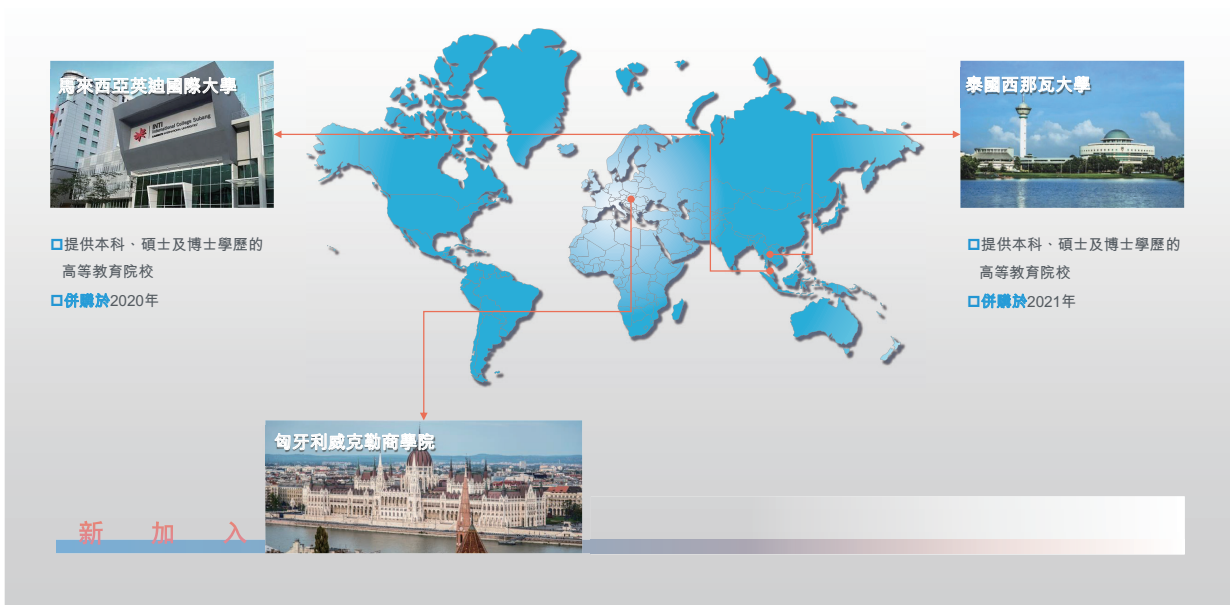 馬來西亞英迪國際大學
INTI
International College Subang
提供本科、碩士及博士學歷的
高等教育院校
併購於2020年
泰國西那瓦大學
提供本科、碩士及博士學歷的
高等教育院校
併購於2021年
匈牙利威克勒商學院
新加入